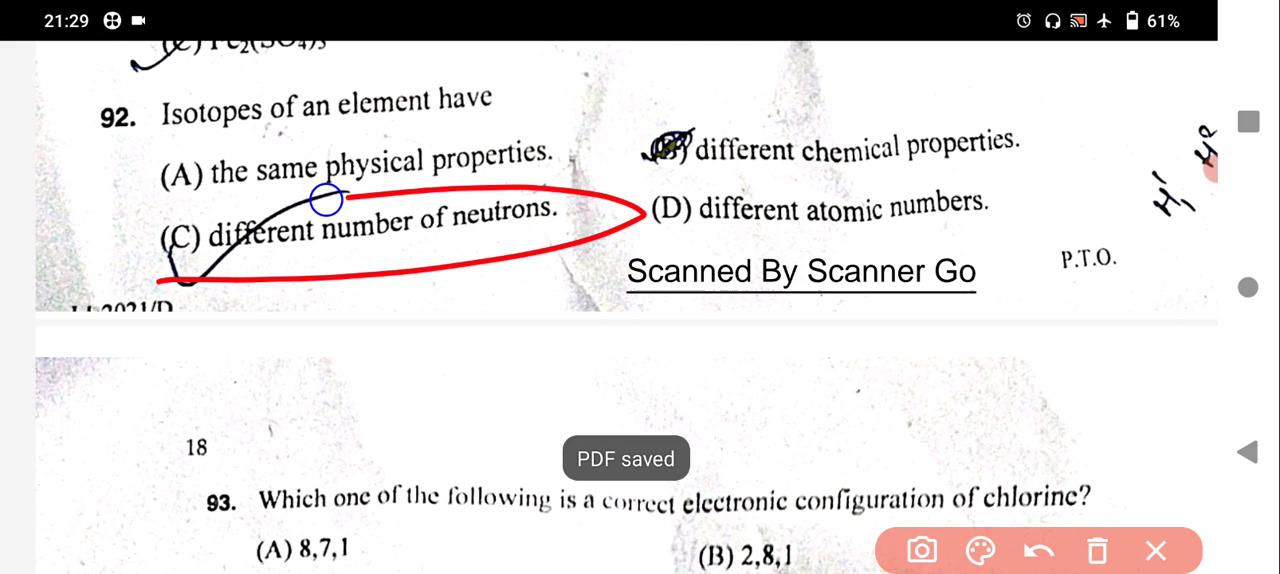 21:29 61%
92. Isotopes of an element have
(A) the same physical properties.
different chemical properties.
(C) different number of neutrons.
(D) different atomic numbers.
Scanned By Scanner Go
P.T.O.
18
PDF saved
93. Which one of the following is a correct electronic configuration of chlorine?
(A) 8,7,1
(B) 2,8,1